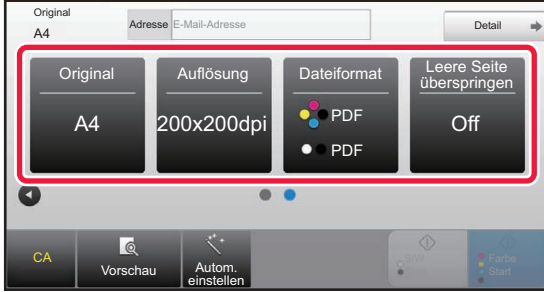 Original
A4
Adresse E-Mail-Adresse
Detail
Original
A4
Auflösung
200x200dpi
Dateiformat
PDF
PDF
Leere Seite
überspringen
Off
CA
Vorschau
Autom.
einstellen
S/W
Start
Farbe
Start